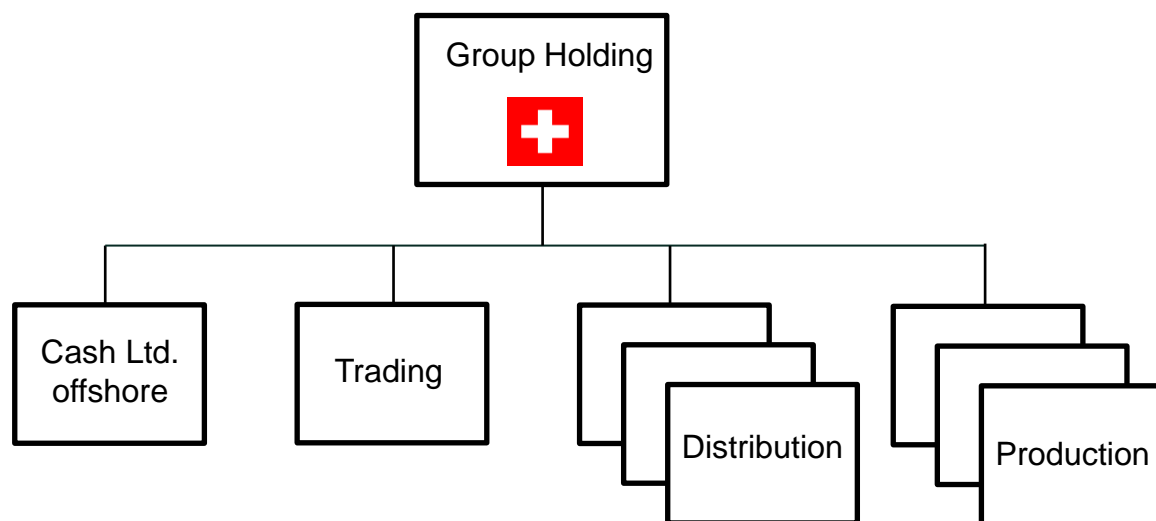 Group Holding
Cash Ltd.
offshore
Trading
Distribution
Production